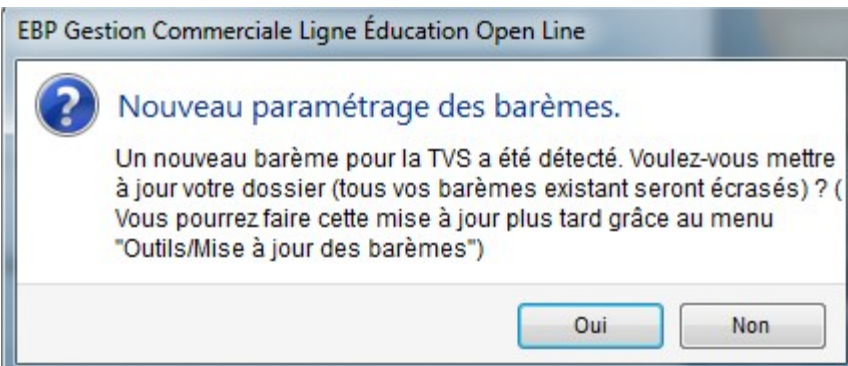 EBP Gestion Commerciale Ligne Éducation Open Line
Nouveau paramétrage des barèmes.
Un nouveau barème pour la TVS a été détecté. Voulez-vous mettre
à jour votre dossier (tous vos barèmes existant seront écrasés) ? (
Vous pourrez faire cette mise à jour plus tard grâce au menu
"Outils/Mise à jour des barèmes")
Oui
Non